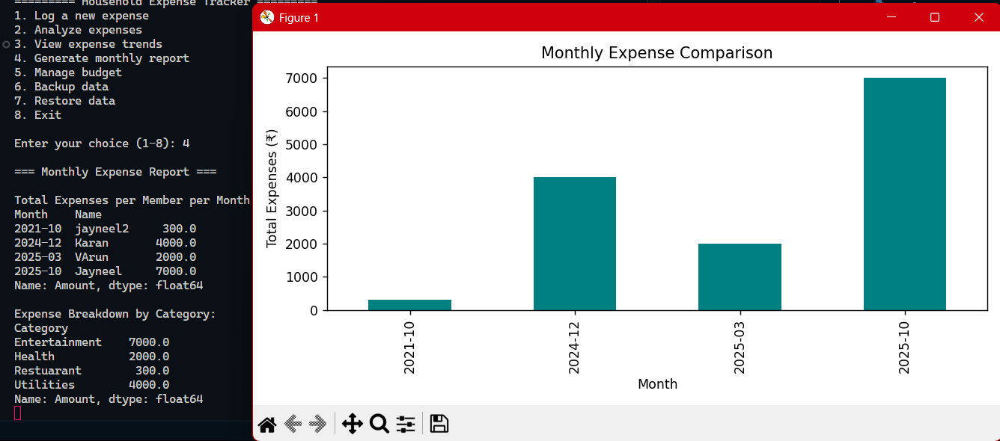 ========= Household Expense Tracker =========
1. Log a new expense
2. Analyze expenses
3. View expense trends
4. Generate monthly report
5. Manage budget
6. Backup data
7. Restore data
8. Exit
Enter your choice (1-8): 4
=== Monthly Expense Report ===
Total Expenses per Member per Month
Month    Name
2021-10  jayneel2     300.0
2024-12  Karan       4000.0
2025-03  VArun       2000.0
2025-10  Jayneel     7000.0
Name: Amount, dtype: float64
Expense Breakdown by Category:
Category
Entertainment    7000.0
Health           2000.0
Restuarant        300.0
Utilities        4000.0
Name: Amount, dtype: float64
Figure 1
Monthly Expense Comparison
Total Expenses (₹)
7000
6000
5000
4000
3000
2000
1000
0
2021-10
2024-12
2025-03
2025-10
Month